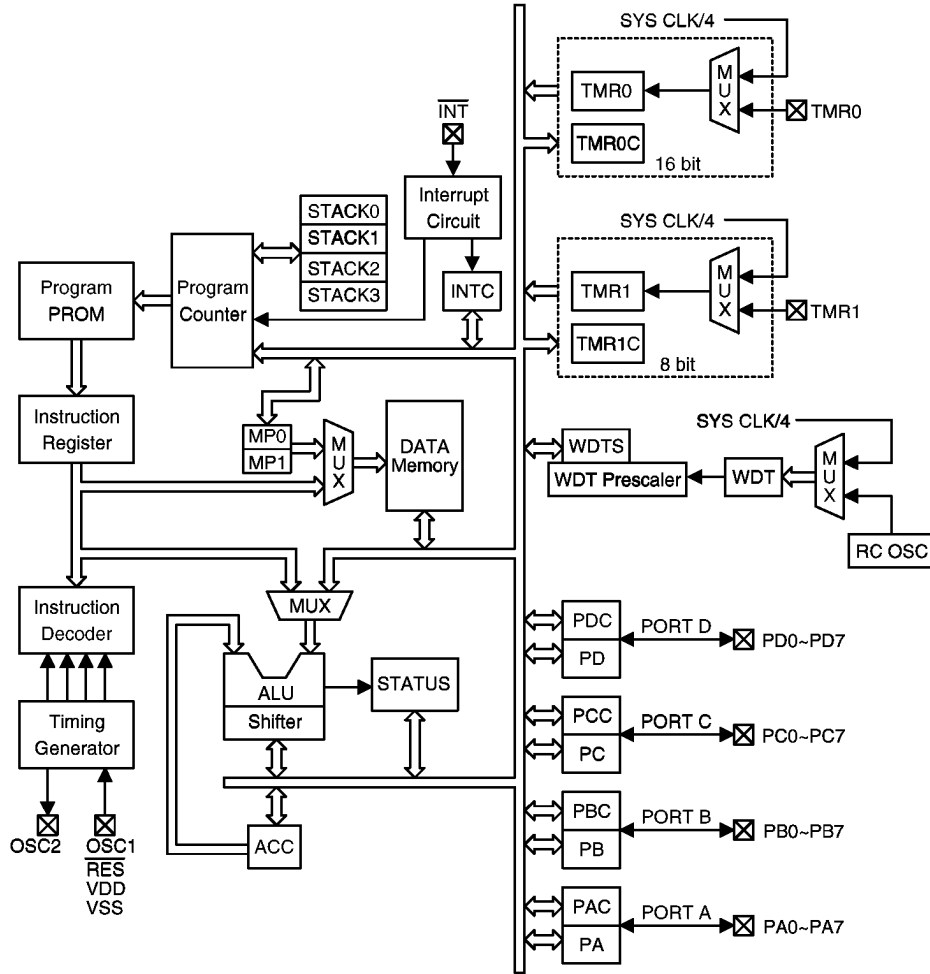 SYS CLK/4
TMR0
MUX
TMR0
TMR0C
16 bit
INT
Interrupt
Circuit
INTC
STACK0
STACK1
STACK2
STACK3
Program
Counter
Program
PROM
SYS CLK/4
TMR1
MUX
TMR1
TMR1C
8 bit
Instruction
Register
MP0
MP1
MUX
DATA
Memory
WDTS
WDT Prescaler
WDT
MUX
SYS CLK/4
RC OSC
MUX
Instruction
Decoder
ALU
Shifter
STATUS
Timing
Generator
OSC2
OSC1
RES
VDD
VSS
ACC
PDC
PD
PORT D
PD0~PD7
PCC
PC
PORT C
PC0~PC7
PBC
PB
PORT B
PB0~PB7
PAC
PA
PORT A
PA0~PA7